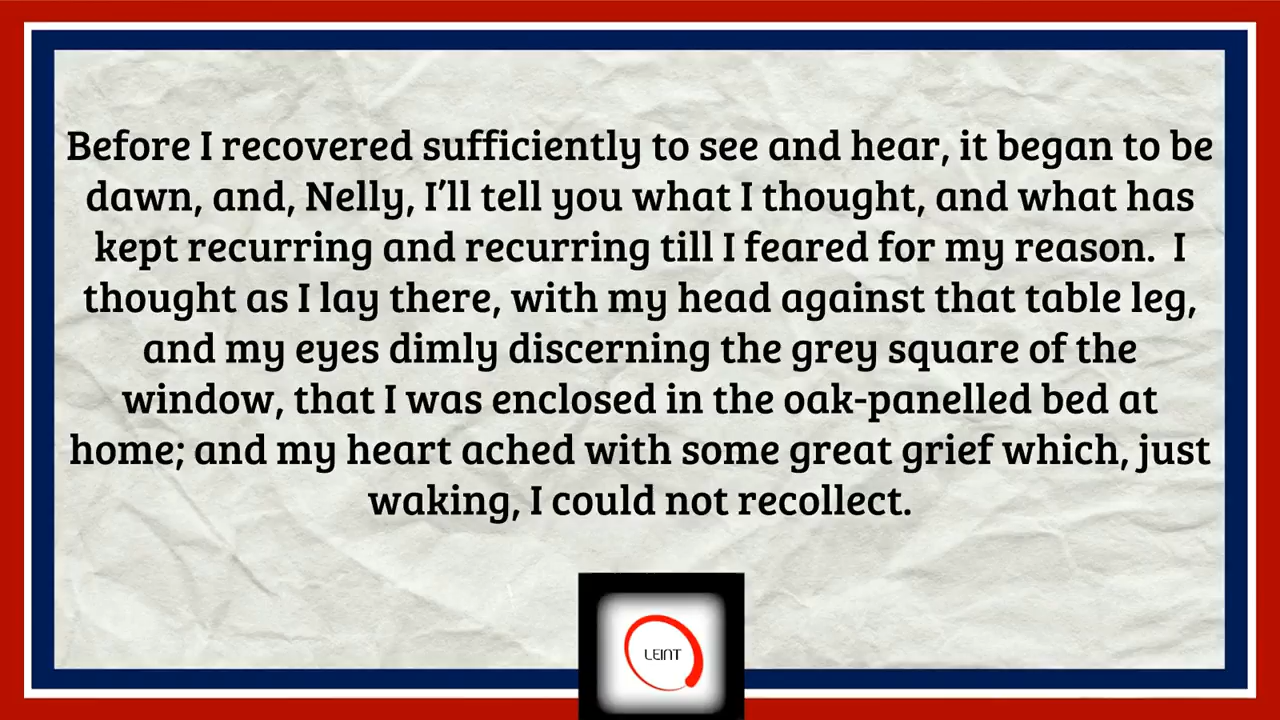 Before I recovered sufficiently to see and hear, it began to be
dawn, and, Nelly, I’ll tell you what I thought, and what has
kept recurring and recurring till I feared for my reason.  I
thought as I lay there, with my head against that table leg,
and my eyes dimly discerning the grey square of the
window, that I was enclosed in the oak-panelled bed at
home; and my heart ached with some great grief which, just
waking, I could not recollect.
LEINT